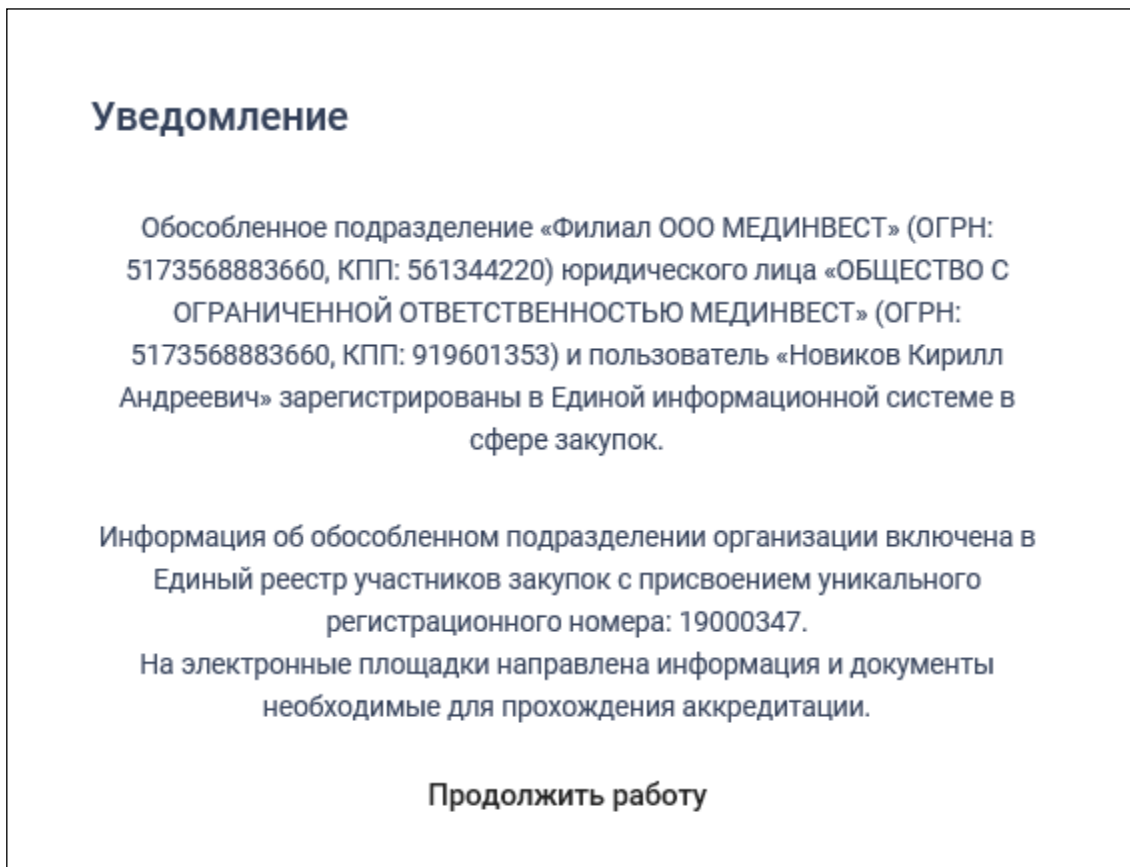 Уведомление
Обособленное подразделение «Филиал ООО МЕДИНВЕСТ» (ОГРН:
5173568883660, КПП: 561344220) юридического лица «ОБЩЕСТВО С
ОГРАНИЧЕННОЙ ОТВЕТСТВЕННОСТЬЮ МЕДИНВЕСТ» (ОГРН:
5173568883660, КПП: 919601353) и пользователь «Новиков Кирилл
Андреевич» зарегистрированы в Единой информационной системе в
сфере закупок.
Информация об обособленном подразделении организации включена в
Единый реестр участников закупок с присвоением уникального
регистрационного номера: 19000347.
На электронные площадки направлена информация и документы
необходимые для прохождения аккредитации.
Продолжить работу